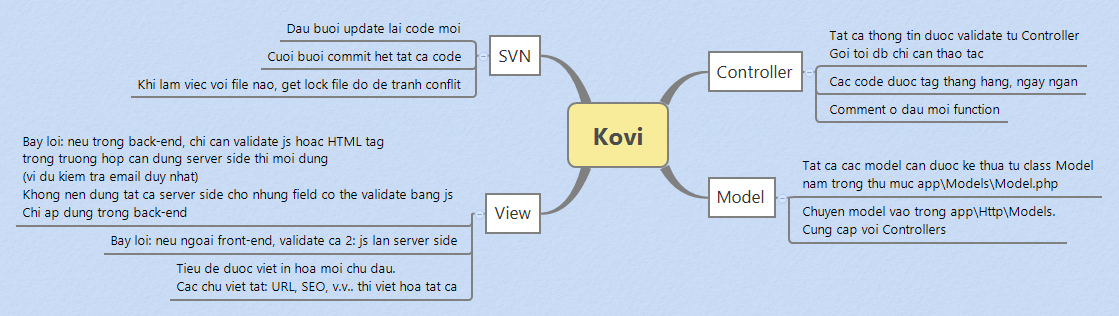 Kovi
SVN
Dau buoi update lai code moi
Cuoi buoi commit het tat ca code
Khi lam viec voi file nao, get lock file do de tranh conflit
View
Bay loi: neu trong back-end, chi can validate js hoac HTML tag
trong truong hop can dung server side thi moi dung
(vi du kiem tra email duy nhat)
Khong nen dung tat ca server side cho nhung field co the validate bang js
Chi ap dung trong back-end
Bay loi: neu ngoai front-end, validate ca 2: js lan server side
Tieu de duoc viet in hoa moi chu dau.
Cac chu viet tat: URL, SEO, v.v.. thi viet hoa tat ca
Controller
Tat ca thong tin duoc validate tu Controller
Goi toi db chi can thao tac
Cac code duoc tag thang hang, ngay ngan
Comment o dau moi function
Model
Tat ca cac model can duoc ke thua tu class Model
nam trong thu muc app\Models\Model.php
Chuyen model vao trong app\Http\Models.
Cung cap voi Controllers